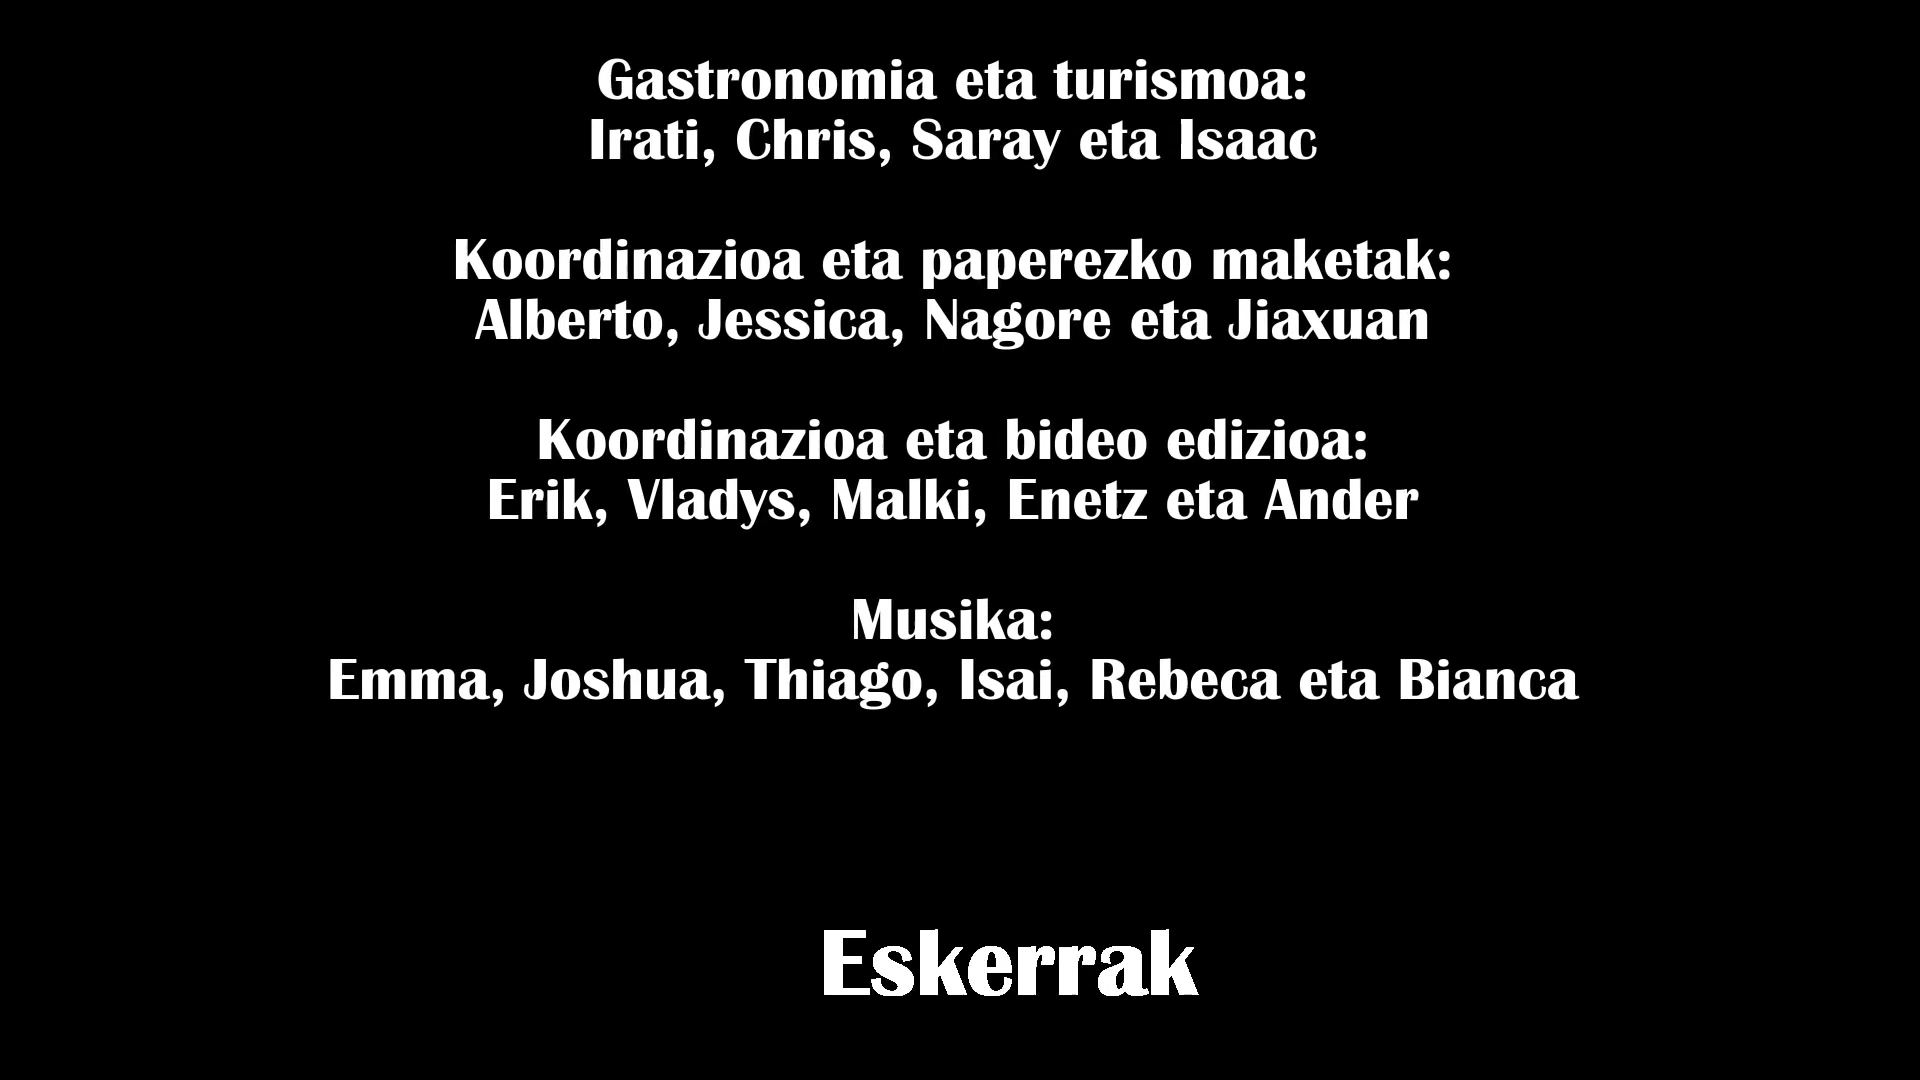 Gastronomia eta turismoa:
Irati, Chris, Saray eta Isaac
Koordinazioa eta paperezko maketak:
Alberto, Jessica, Nagore eta Jiaxuan
Koordinazioa eta bideo edizioa:
Erik, Vladys, Malki, Enetz eta Ander
Musika:
Emma, Joshua, Thiago, Isai, Rebeca eta Bianca
Eskerrak